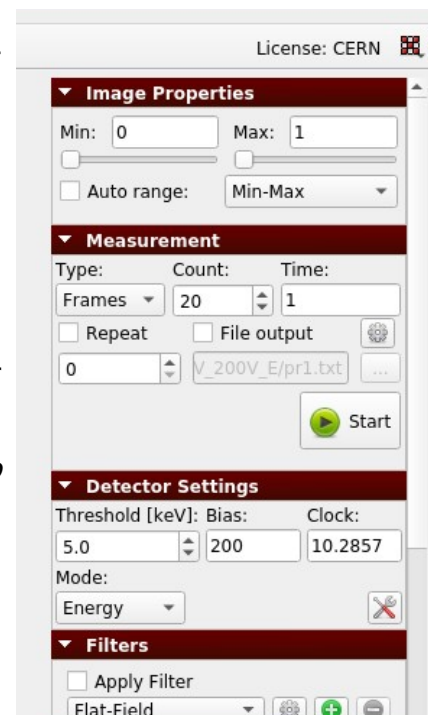 License: CERN
Image Properties
Min: 0 Max: 1
Auto range: Min-Max
Measurement
Type: Count: Time:
Frames 20 1
Repeat File output
0 V_200V_E/pr1.txt ...
Start
Detector Settings
Threshold [keV]: Bias: Clock:
5.0 200 10.2857
Mode:
Energy
Filters
Apply Filter
Flat-Field